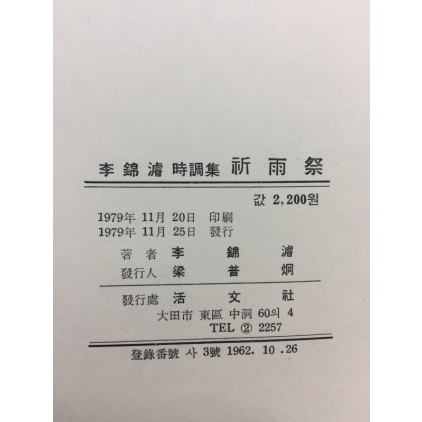 李錦濬 時調集 祈雨祭
값 2,200원
1979年 11月 20日 印刷
1979年 11月 25日 發行
著者 李錦濬
發行人 梁普炯
發行處 活文社
大田市 東區 中洞 60의 4
TEL ② 2257
登錄番號 사 3號 1962. 10. 26